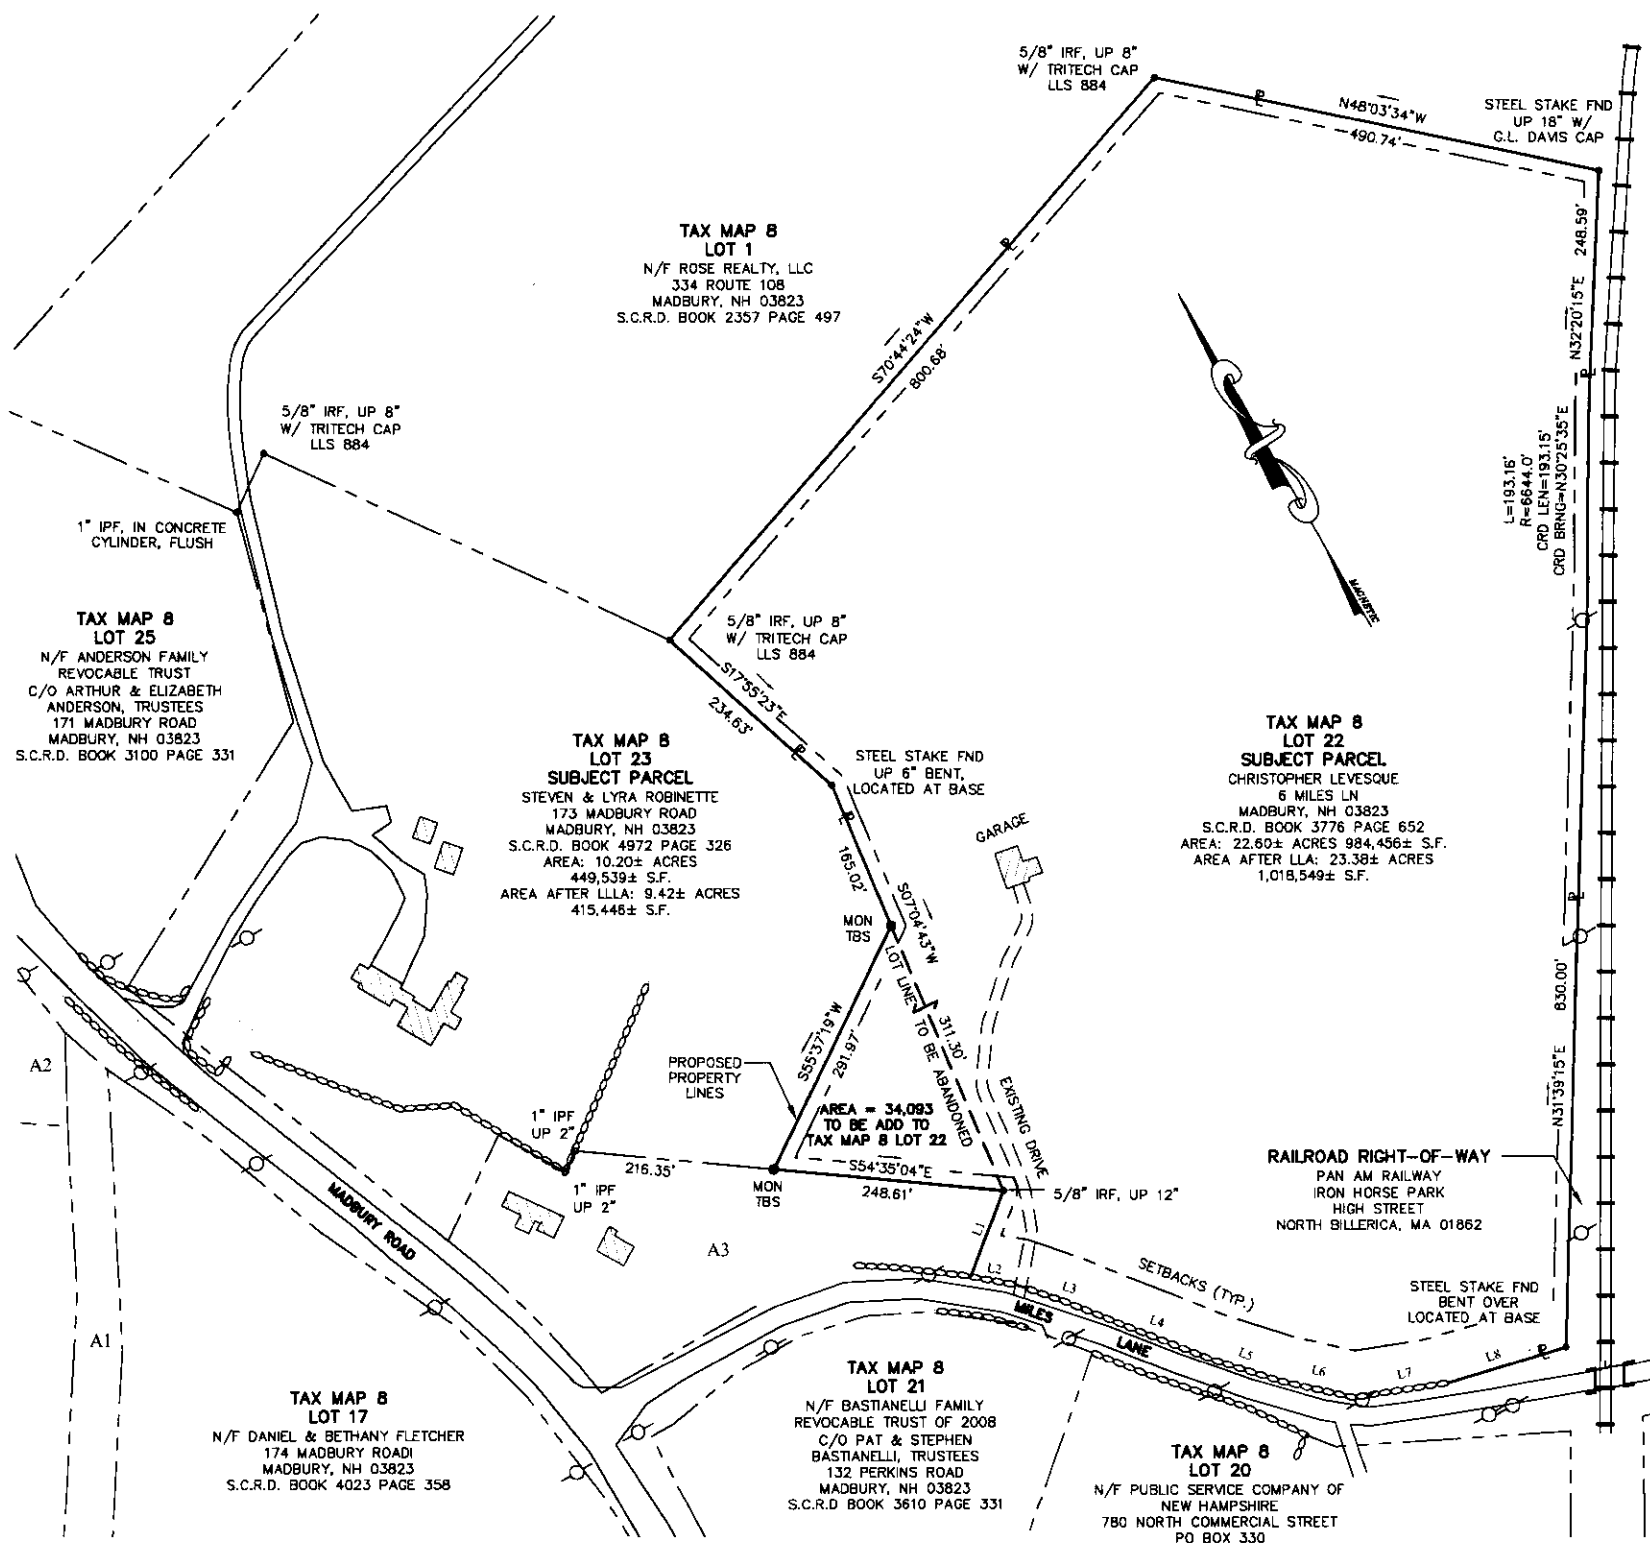 5/8" IRF, UP 8"
W/ TRITECH CAP
LLS 884
N48°03'34"W
490.74'
STEEL STAKE FND
UP 18" W/
G.L. DAVIS CAP
TAX MAP 8
LOT 1
N/F ROSE REALTY, LLC
334 ROUTE 108
MADBURY, NH 03823
S.C.R.D. BOOK 2357 PAGE 497
S70°44'24"W
800.68'
248.59'
N32°20'15"E
5/8" IRF, UP 8"
W/ TRITECH CAP
LLS 884
L=193.16'
R=6644.0'
CRD LEN=193.15'
CRD BRNG=N30°25'35"E
1" IPF, IN CONCRETE
CYLINDER, FLUSH
MAGNETIC
TAX MAP 8
LOT 25
N/F ANDERSON FAMILY
REVOCABLE TRUST
C/O ARTHUR & ELIZABETH
ANDERSON, TRUSTEES
171 MADBURY ROAD
MADBURY, NH 03823
S.C.R.D. BOOK 3100 PAGE 331
5/8" IRF, UP 8"
W/ TRITECH CAP
LLS 884
S17°55'23"E
234.63'
TAX MAP 8
LOT 23
SUBJECT PARCEL
STEVEN & LYRA ROBINETTE
173 MADBURY ROAD
MADBURY, NH 03823
S.C.R.D. BOOK 4972 PAGE 326
AREA: 10.20± ACRES
449,539± S.F.
AREA AFTER LLLA: 9.42± ACRES
415,446± S.F.
STEEL STAKE FND
UP 6" BENT,
LOCATED AT BASE
TAX MAP 8
LOT 22
SUBJECT PARCEL
CHRISTOPHER LEVESQUE
6 MILES LN
MADBURY, NH 03823
S.C.R.D. BOOK 3776 PAGE 652
AREA: 22.60± ACRES 984,456± S.F.
AREA AFTER LLA: 23.38± ACRES
1,018,549± S.F.
GARAGE
165.02'
S07°04'43"W
MON
TBS
LOT LINE TO BE ABANDONED
311.30'
EXISTING DRIVE
S55°37'19"W
291.97'
PROPOSED
PROPERTY
LINES
AREA = 34,093
TO BE ADD TO
TAX MAP 8 LOT 22
830.00'
N31°39'15"E
A2
1" IPF
UP 2"
216.35'
S54°35'04"E
248.61'
1" IPF
UP 2"
MON
TBS
5/8" IRF, UP 12"
RAILROAD RIGHT-OF-WAY
PAN AM RAILWAY
IRON HORSE PARK
HIGH STREET
NORTH BILLERICA, MA 01862
MADBURY ROAD
A3
L1
L2
L3
L4
L5
L6
L7
L8
SETBACKS (TYP.)
MILES LANE
STEEL STAKE FND
BENT OVER
LOCATED AT BASE
A1
TAX MAP 8
LOT 17
N/F DANIEL & BETHANY FLETCHER
174 MADBURY ROADI
MADBURY, NH 03823
S.C.R.D. BOOK 4023 PAGE 358
TAX MAP 8
LOT 21
N/F BASTIANELLI FAMILY
REVOCABLE TRUST OF 2008
C/O PAT & STEPHEN
BASTIANELLI, TRUSTEES
132 PERKINS ROAD
MADBURY, NH 03823
S.C.R.D BOOK 3610 PAGE 331
TAX MAP 8
LOT 20
N/F PUBLIC SERVICE COMPANY OF
NEW HAMPSHIRE
780 NORTH COMMERCIAL STREET
PO BOX 330